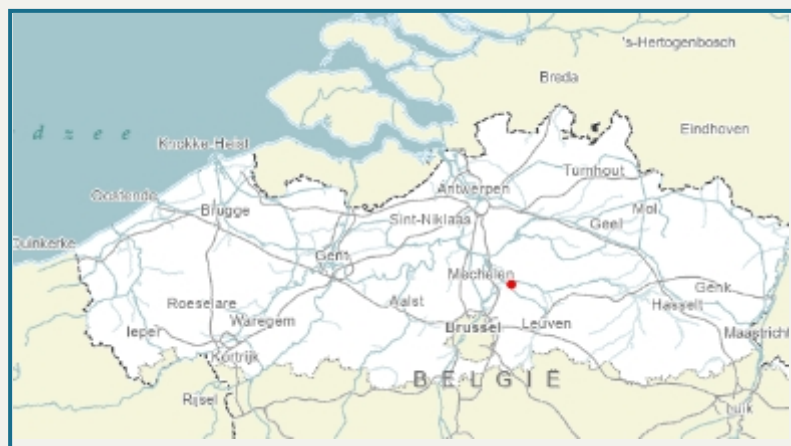 's-Hertogenbosch
Breda
dzee
Eindhoven
Knokke-Heist
Turnhout
Antwerpen
Oostende
Mol
Brugge
Sint-Niklaas
Geel
Duinkerke
Gent
Mechelen
Genk
Roeselare
Aalst
Hasselt
Waregem
Ieper
Brussel
Leuven
Maastricht
Kortrijk
BELGIË
Rijsel
Luik